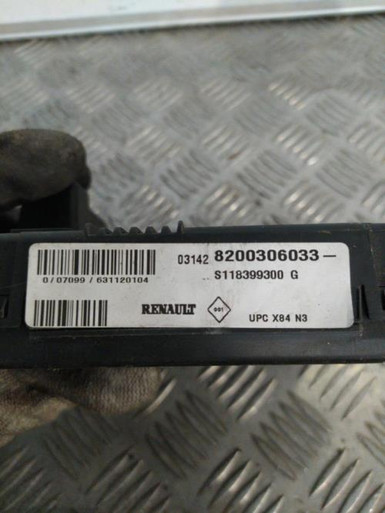 03142 8200306033—
S118399300 G
0/07099/631120104
RENAULT
UPC X84 N3